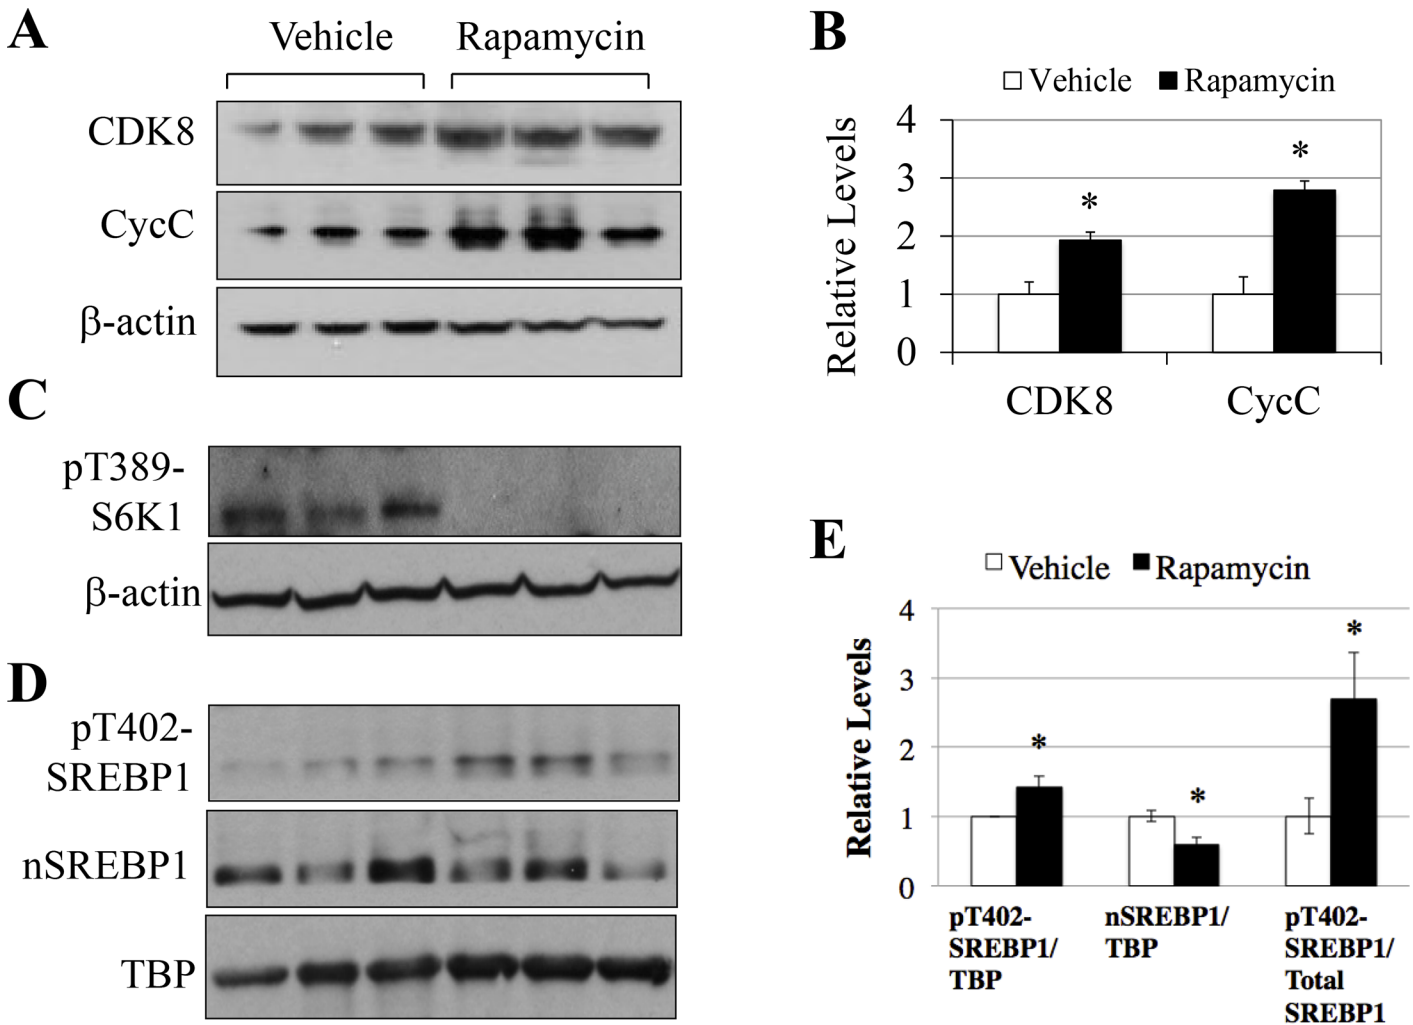 A
Vehicle
Rapamycin
CDK8
CycC
β-actin
B
Vehicle
Rapamycin
Relative Levels
4
3
2
1
0
*
*
CDK8
CycC
C
pT389-
S6K1
β-actin
D
pT402-
SREBP1
nSREBP1
TBP
E
Vehicle
Rapamycin
Relative Levels
4
3
2
1
0
*
*
*
pT402-
SREBP1/
TBP
nSREBP1/
TBP
pT402-
SREBP1/
Total
SREBP1